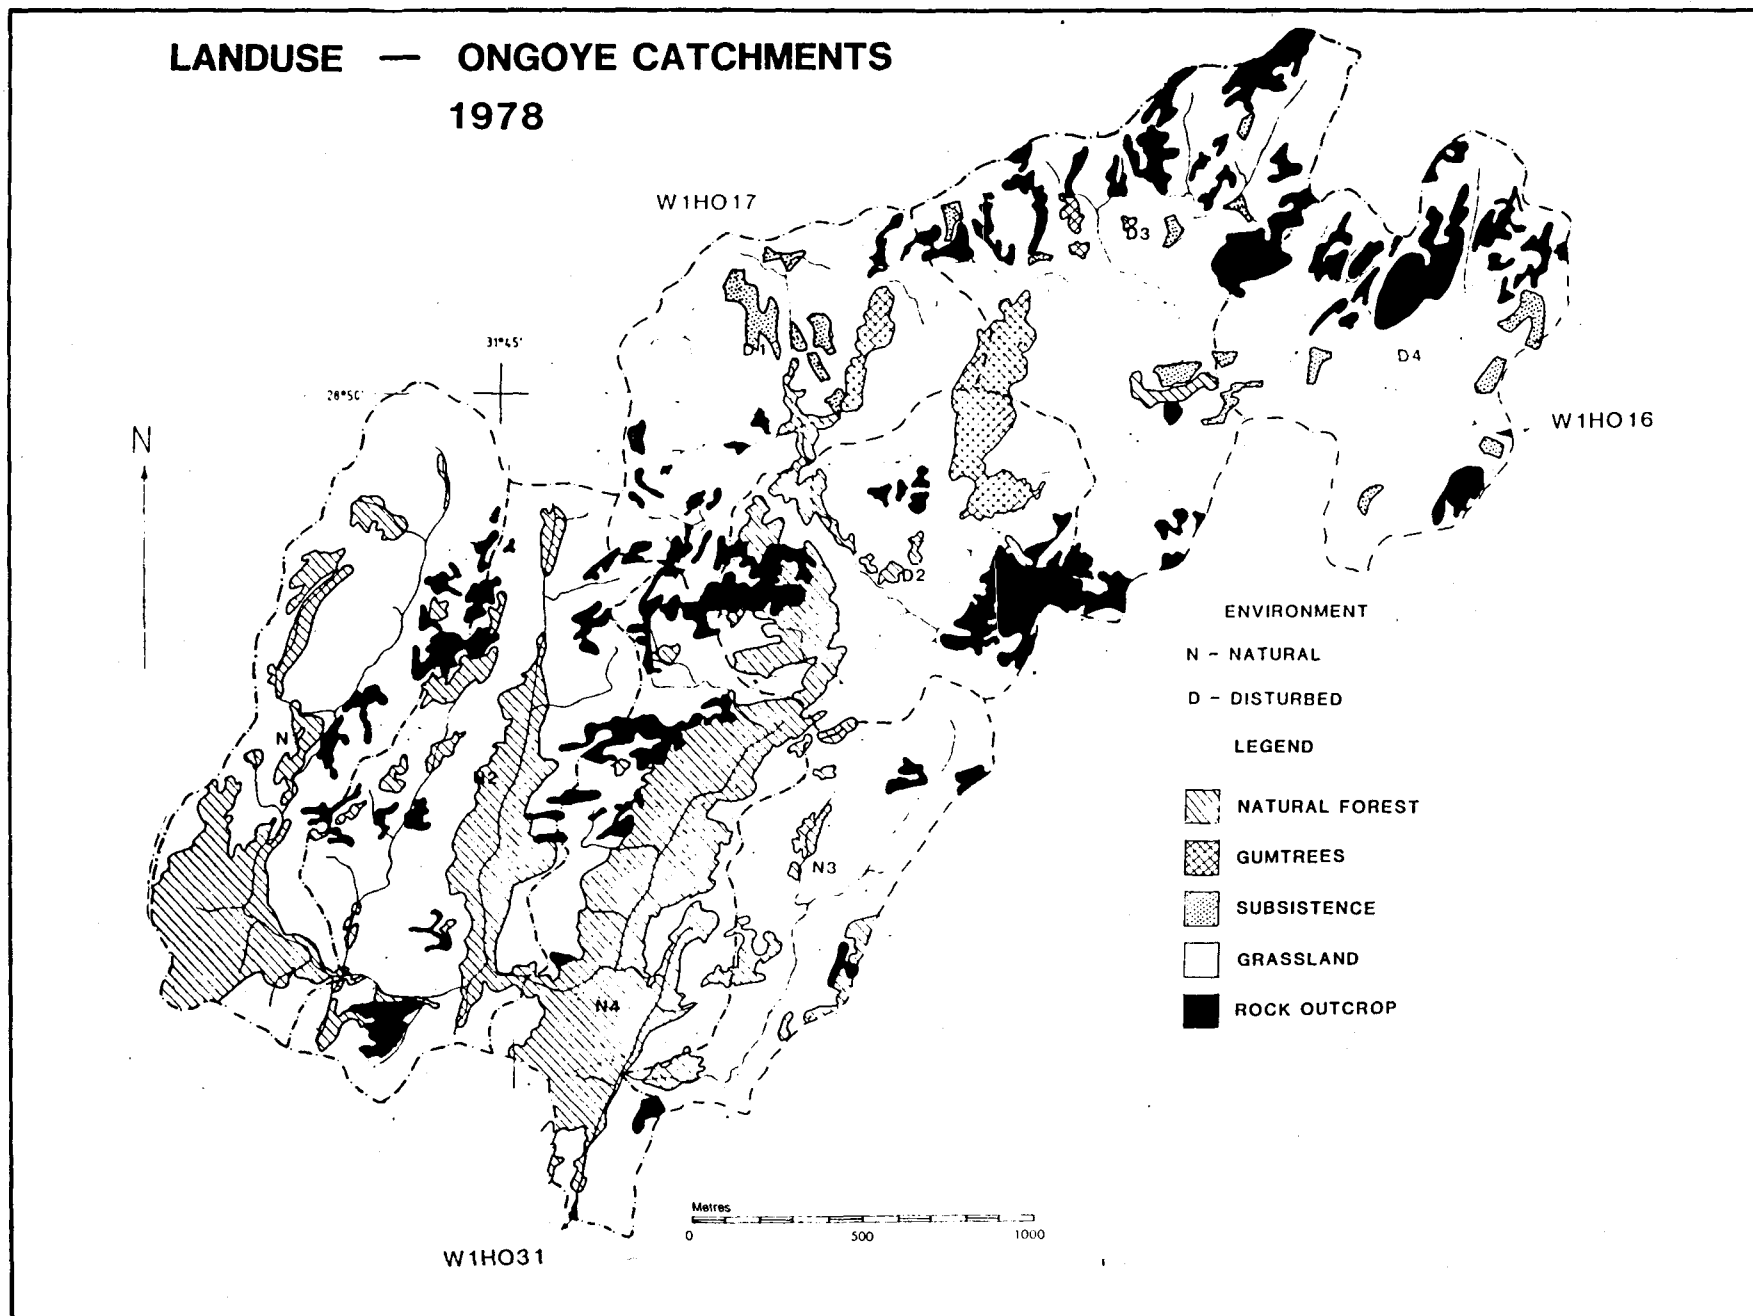 LANDUSE — ONGOYE CATCHMENTS
1978
W1HO17
D3
31°45'
D1
D4
28°50'
W1HO16
N
D2
ENVIRONMENT
N – NATURAL
D – DISTURBED
LEGEND
N2
NATURAL FOREST
GUMTREES
N3
SUBSISTENCE
GRASSLAND
N4
ROCK OUTCROP
Metres
0 500 1000
W1HO31